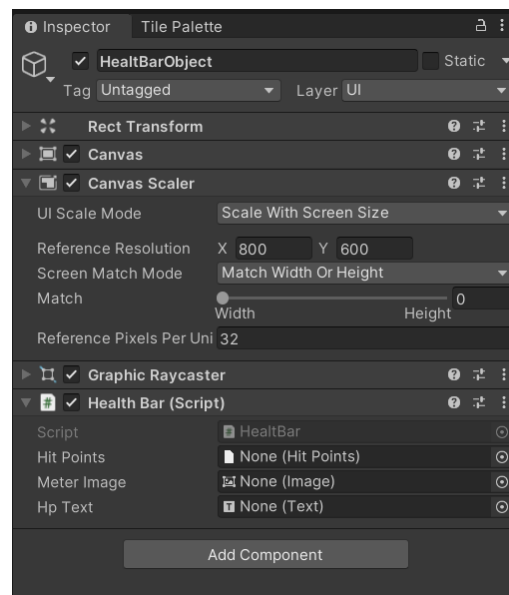 Inspector Tile Palette
HealtBarObject Static
Tag Untagged Layer UI
Rect Transform
Canvas
Canvas Scaler
UI Scale Mode Scale With Screen Size
Reference Resolution X 800 Y 600
Screen Match Mode Match Width Or Height
Match 0
Width Height
Reference Pixels Per Uni 32
Graphic Raycaster
# Health Bar (Script)
Script # HealtBar
Hit Points None (Hit Points)
Meter Image None (Image)
Hp Text T None (Text)
Add Component